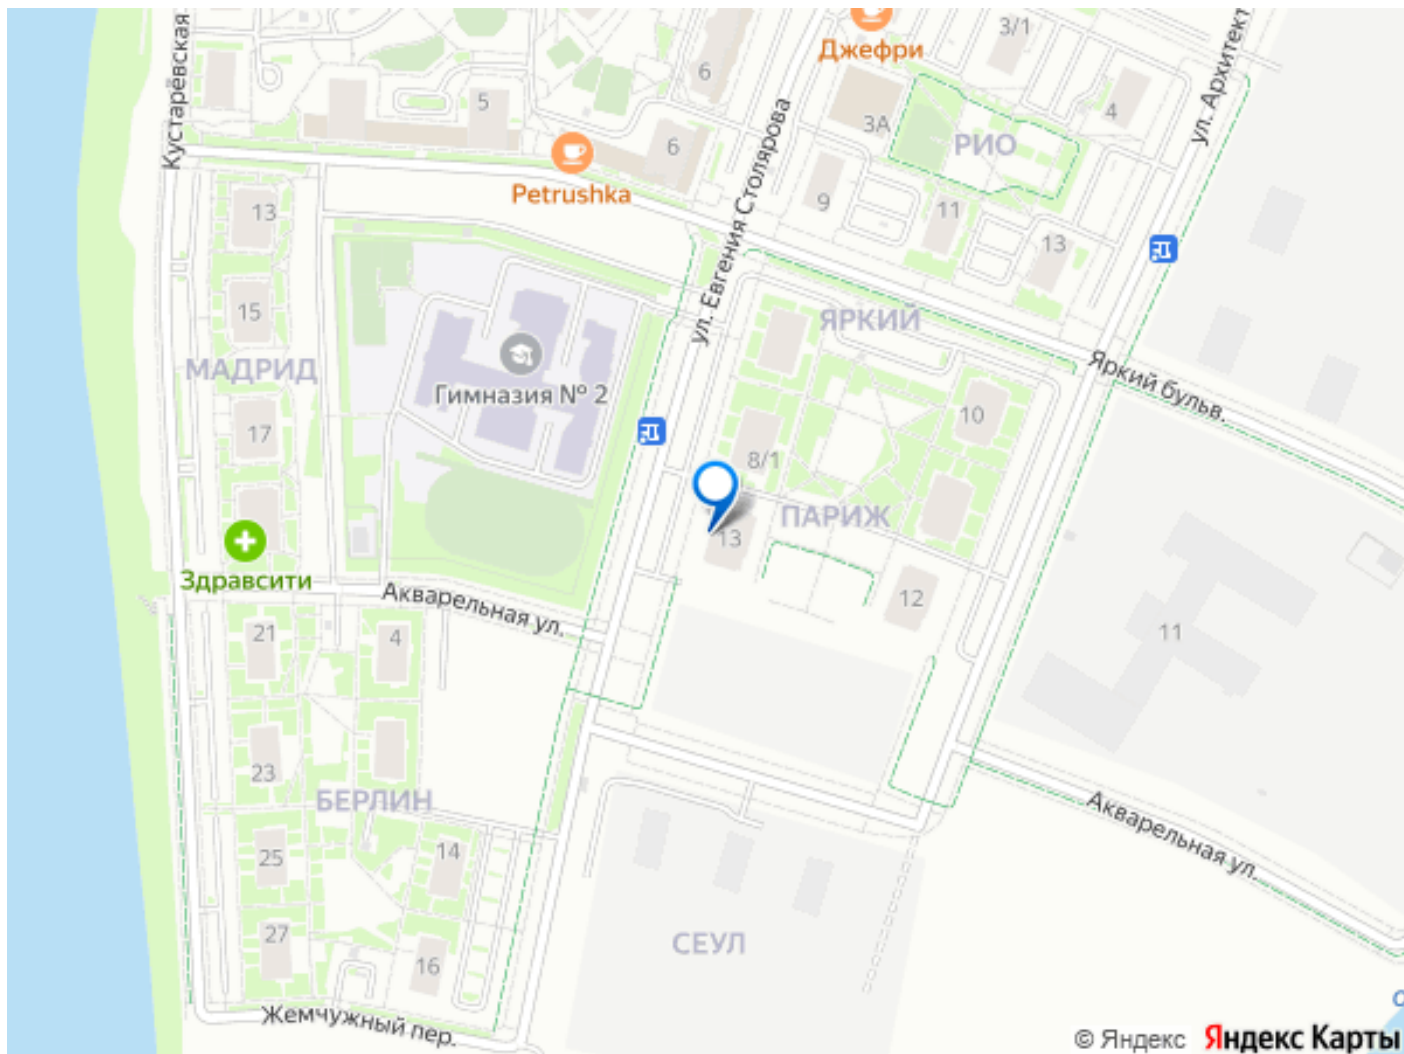 Кустарёвская
5
6
6
Джефри
3/1
3А
РИО
4
ул. Архитект
Petrushka
ул. Евгения Столярова
9
11
13
13
15
МАДРИД
17
Гимназия № 2
ЯРКИЙ
Яркий бульв.
10
8/1
ПАРИЖ
13
12
11
Здравсити
Акварельная ул.
21
4
23
БЕРЛИН
25
14
27
16
СЕУЛ
Акварельная ул.
Жемчужный пер.
© Яндекс Яндекс Карты